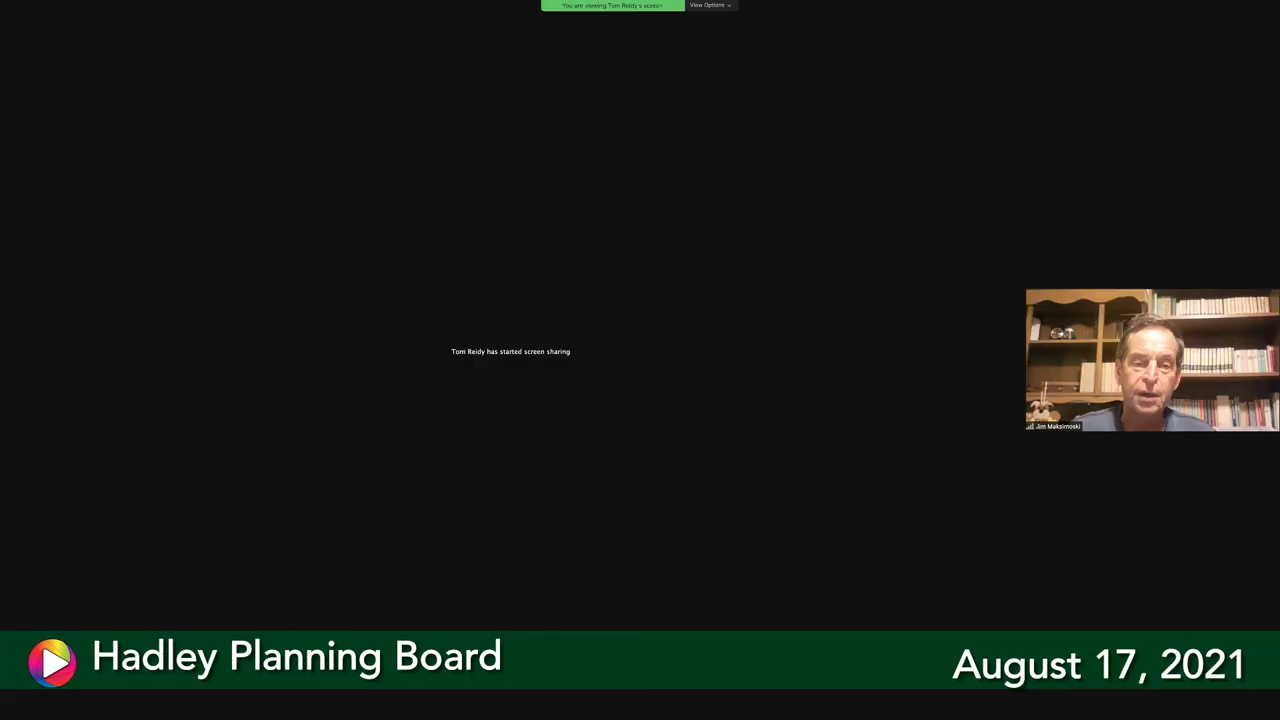 You are viewing Tom Reidy's screen
View Options
Tom Reidy has started screen sharing
Jim Maksimoski
Hadley Planning Board
August 17, 2021